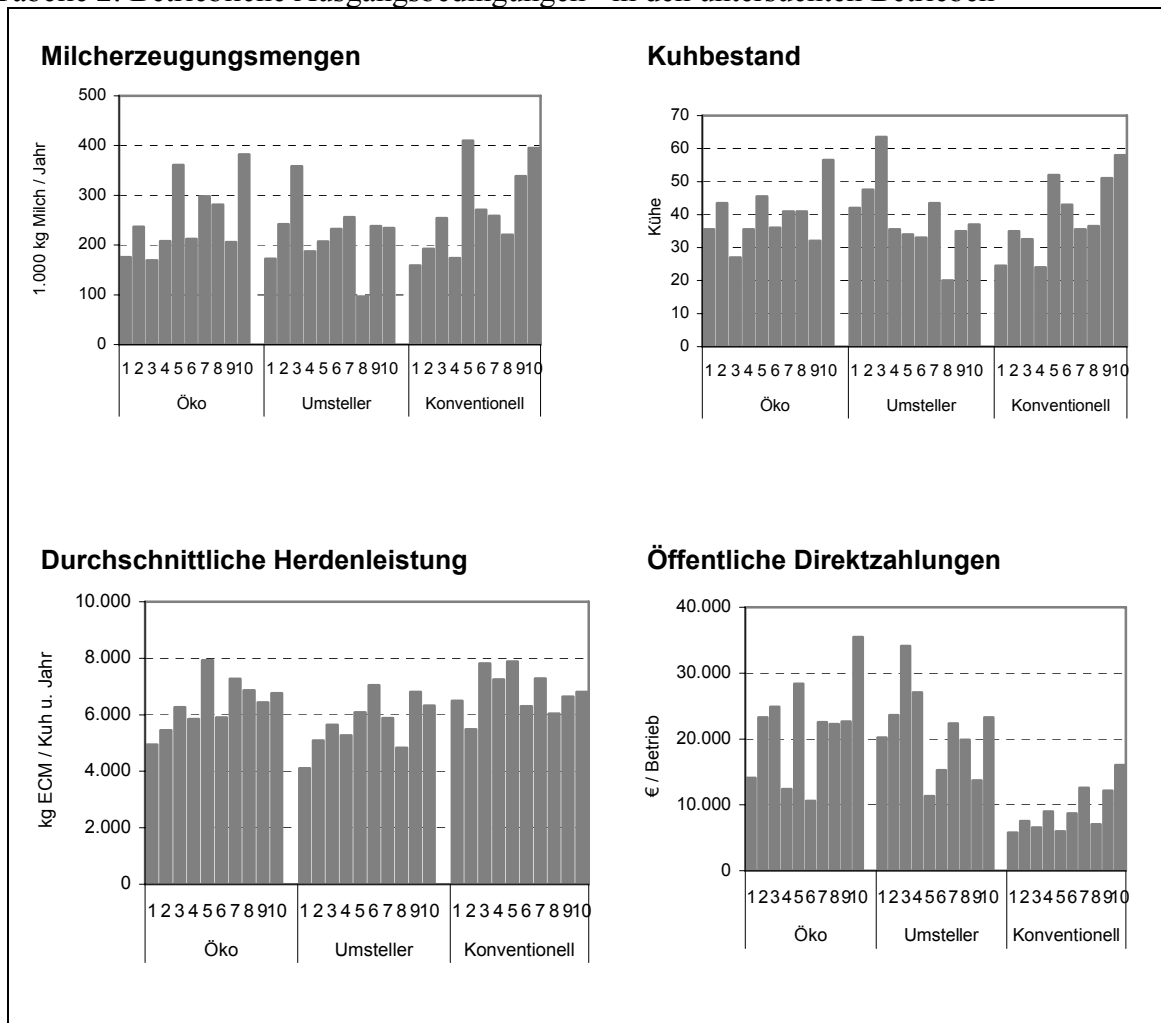 Tabelle 2: Betriebliche Ausgangsbedingungen in den untersuchten Betrieben
Milcherzeugungsmengen
500
400
300
200
100
0
1.000 kg Milch / Jahr
1 2 3 4 5 6 7 8 9 10 1 2 3 4 5 6 7 8 9 10 1 2 3 4 5 6 7 8 9 10
Öko Umsteller Konventionell
Kuhbestand
70
60
50
40
30
20
10
0
Kühe
1 2 3 4 5 6 7 8 9 10 1 2 3 4 5 6 7 8 9 10 1 2 3 4 5 6 7 8 9 10
Öko Umsteller Konventionell
Durchschnittliche Herdenleistung
10.000
8.000
6.000
4.000
2.000
0
kg ECM / Kuh u. Jahr
1 2 3 4 5 6 7 8 9 10 1 2 3 4 5 6 7 8 9 10 1 2 3 4 5 6 7 8 9 10
Öko Umsteller Konventionell
Öffentliche Direktzahlungen
40.000
30.000
20.000
10.000
0
€ / Betrieb
1 2 3 4 5 6 7 8 9 10 1 2 3 4 5 6 7 8 9 10 1 2 3 4 5 6 7 8 9 10
Öko Umsteller Konventionell